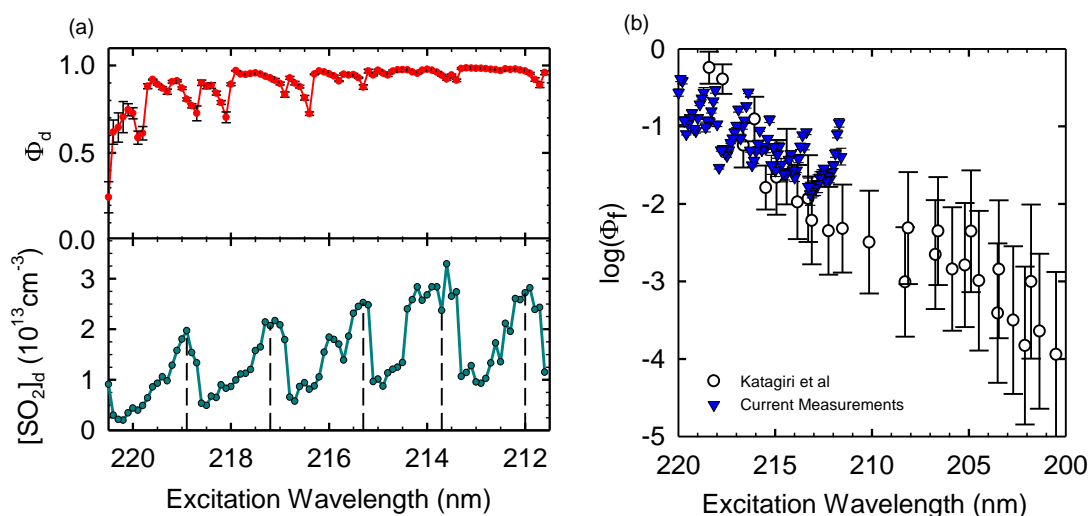 (a)
1.0
0.5
0.0
Φd
3
2
1
0
[SO2]d (10^13cm^-3)
220 218 216 214 212
Excitation Wavelength (nm)
(b)
0
-1
-2
-3
-4
-5
log(Φf)
Katagiri et al
Current Measurements
220 215 210 205 200
Excitation Wavelength (nm)